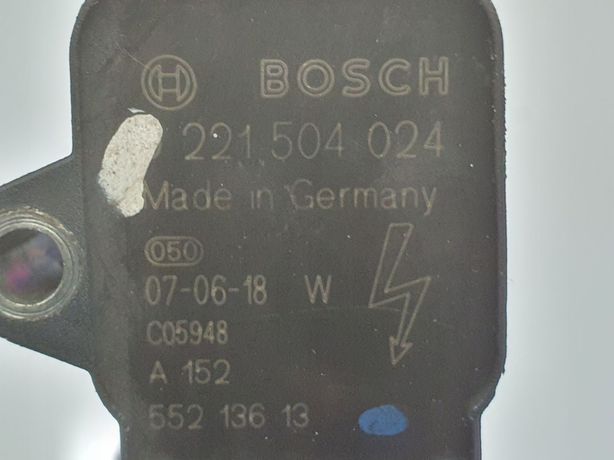 BOSCH
221 504 024
Made in Germany
050
07-06-18 W
C05948
A 152
552 136 13